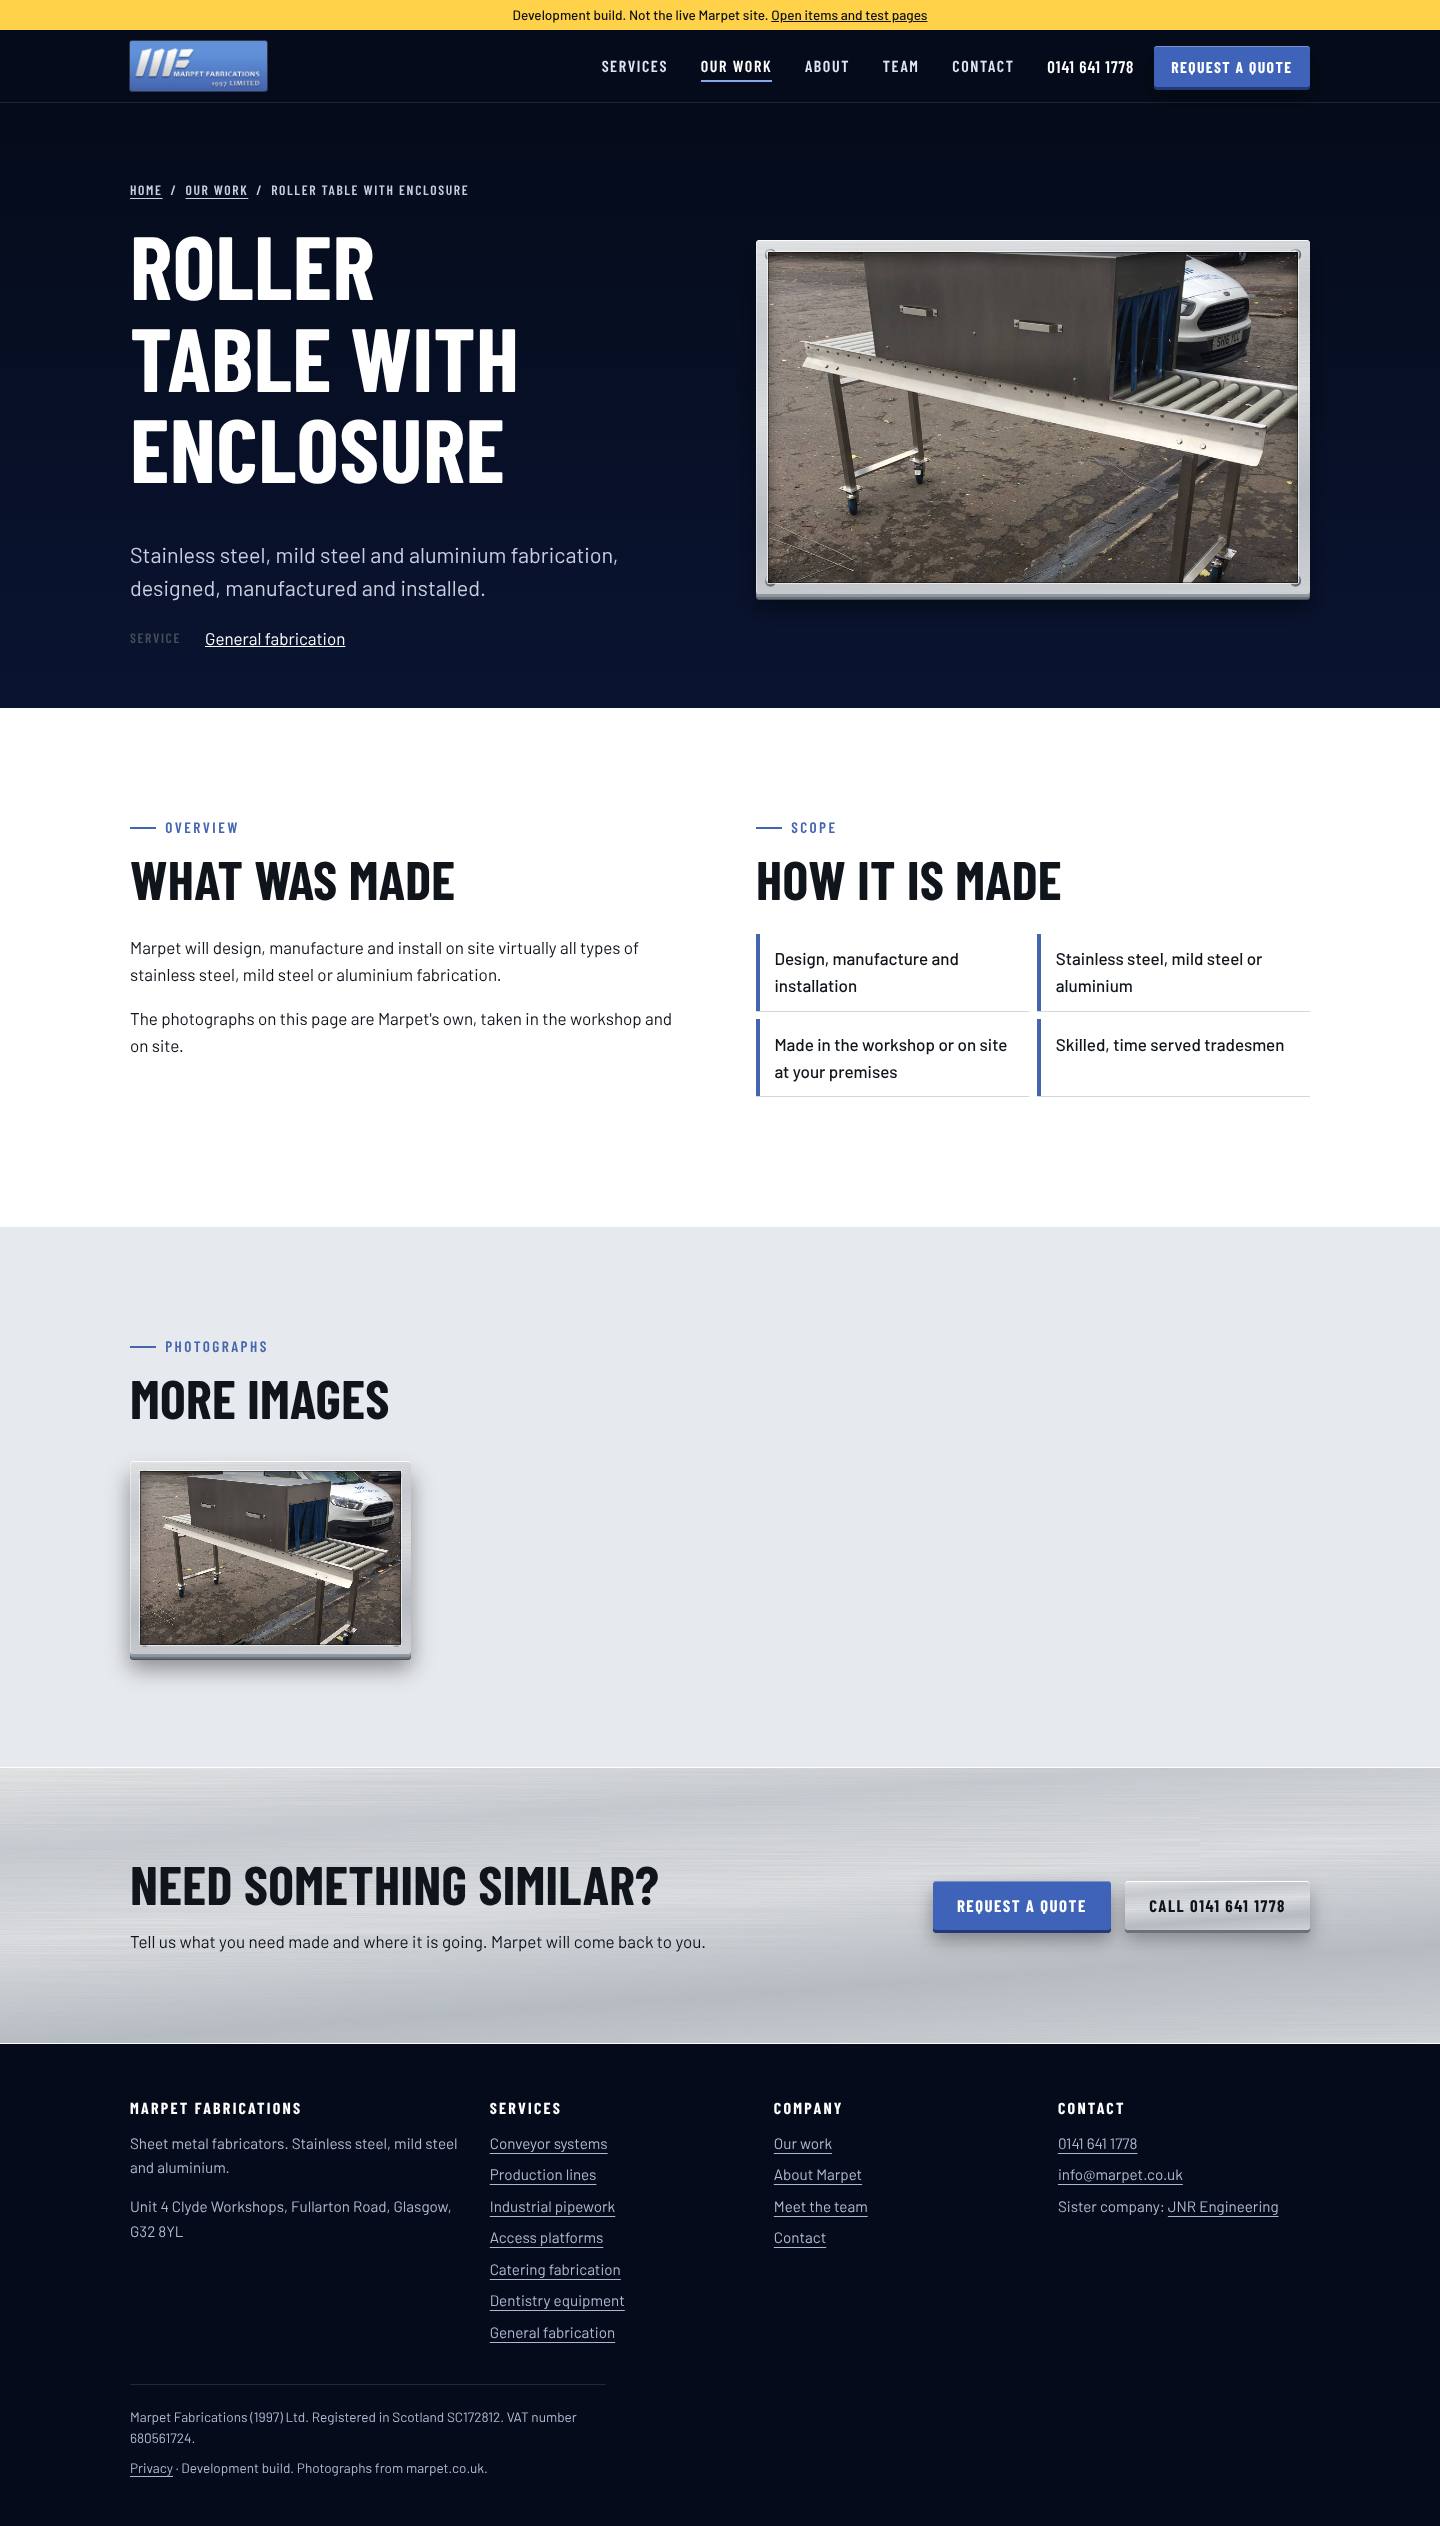 Development build. Not the live Marpet site. Open items and test pages
MF MARPET FABRICATIONS
1997 LIMITED
SERVICES OUR WORK ABOUT TEAM CONTACT 0141 641 1778 REQUEST A QUOTE
HOME / OUR WORK / ROLLER TABLE WITH ENCLOSURE
ROLLER
TABLE WITH
ENCLOSURE
Stainless steel, mild steel and aluminium fabrication,
designed, manufactured and installed.
SERVICE General fabrication
OVERVIEW
WHAT WAS MADE
Marpet will design, manufacture and install on site virtually all types of
stainless steel, mild steel or aluminium fabrication.
The photographs on this page are Marpet's own, taken in the workshop and
on site.
SCOPE
HOW IT IS MADE
Design, manufacture and
installation
Stainless steel, mild steel or
aluminium
Made in the workshop or on site
at your premises
Skilled, time served tradesmen
PHOTOGRAPHS
MORE IMAGES
NEED SOMETHING SIMILAR?
Tell us what you need made and where it is going. Marpet will come back to you.
REQUEST A QUOTE
CALL 0141 641 1778
MARPET FABRICATIONS
Sheet metal fabricators. Stainless steel, mild steel
and aluminium.
Unit 4 Clyde Workshops, Fullarton Road, Glasgow,
G32 8YL
SERVICES
Conveyor systems
Production lines
Industrial pipework
Access platforms
Catering fabrication
Dentistry equipment
General fabrication
COMPANY
Our work
About Marpet
Meet the team
Contact
CONTACT
0141 641 1778
info@marpet.co.uk
Sister company: JNR Engineering
Marpet Fabrications (1997) Ltd. Registered in Scotland SC172812. VAT number
680561724.
Privacy · Development build. Photographs from marpet.co.uk.